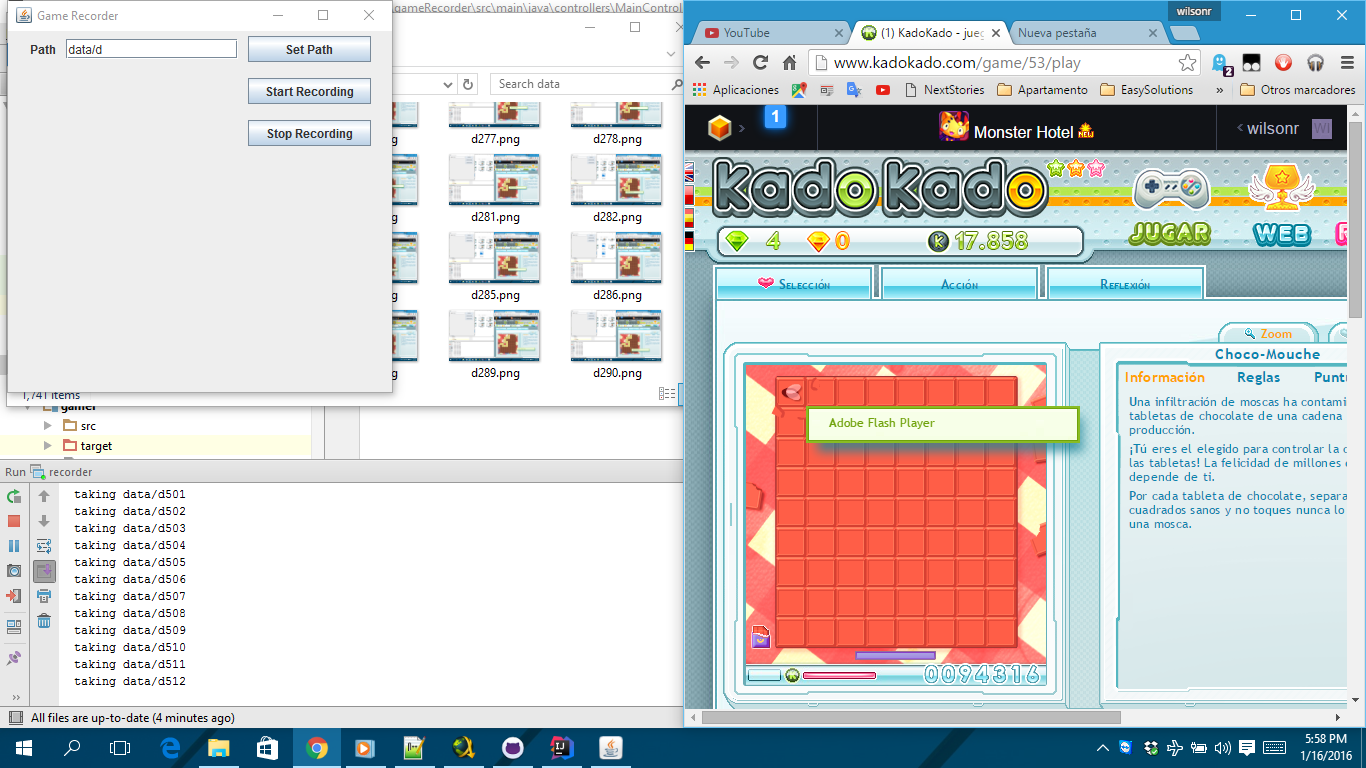 Game Recorder
Path data/d Set Path
Start Recording
Stop Recording
gameRecorder\src\main\java\controllers\MainControl
Search data
d277.png d278.png
d281.png d282.png
d285.png d286.png
d289.png d290.png
1,741 items
gamer
src
target
Run recorder
taking data/d501
taking data/d502
taking data/d503
taking data/d504
taking data/d505
taking data/d506
taking data/d507
taking data/d508
taking data/d509
taking data/d510
taking data/d511
taking data/d512
All files are up-to-date (4 minutes ago)
wilsonr
YouTube (1) KadoKado - jueg Nueva pestaña
www.kadokado.com/game/53/play 2
Aplicaciones NextStories Apartamento EasySolutions » Otros marcadores
1 Monster Hotel NEW wilsonr WI
KadoKado
4 0 K 17.858
JUGAR WEB
Selección Acción Reflexión
Zoom
Choco-Mouche
Información Reglas Puntu
Una infiltración de moscas ha contami
tabletas de chocolate de una cadena
producción.
¡Tú eres el elegido para controlar la c
las tabletas! La felicidad de millones
depende de ti.
Por cada tableta de chocolate, separa
cuadrados sanos y no toques nunca lo
una mosca.
Adobe Flash Player
0094316
5:58 PM
1/16/2016